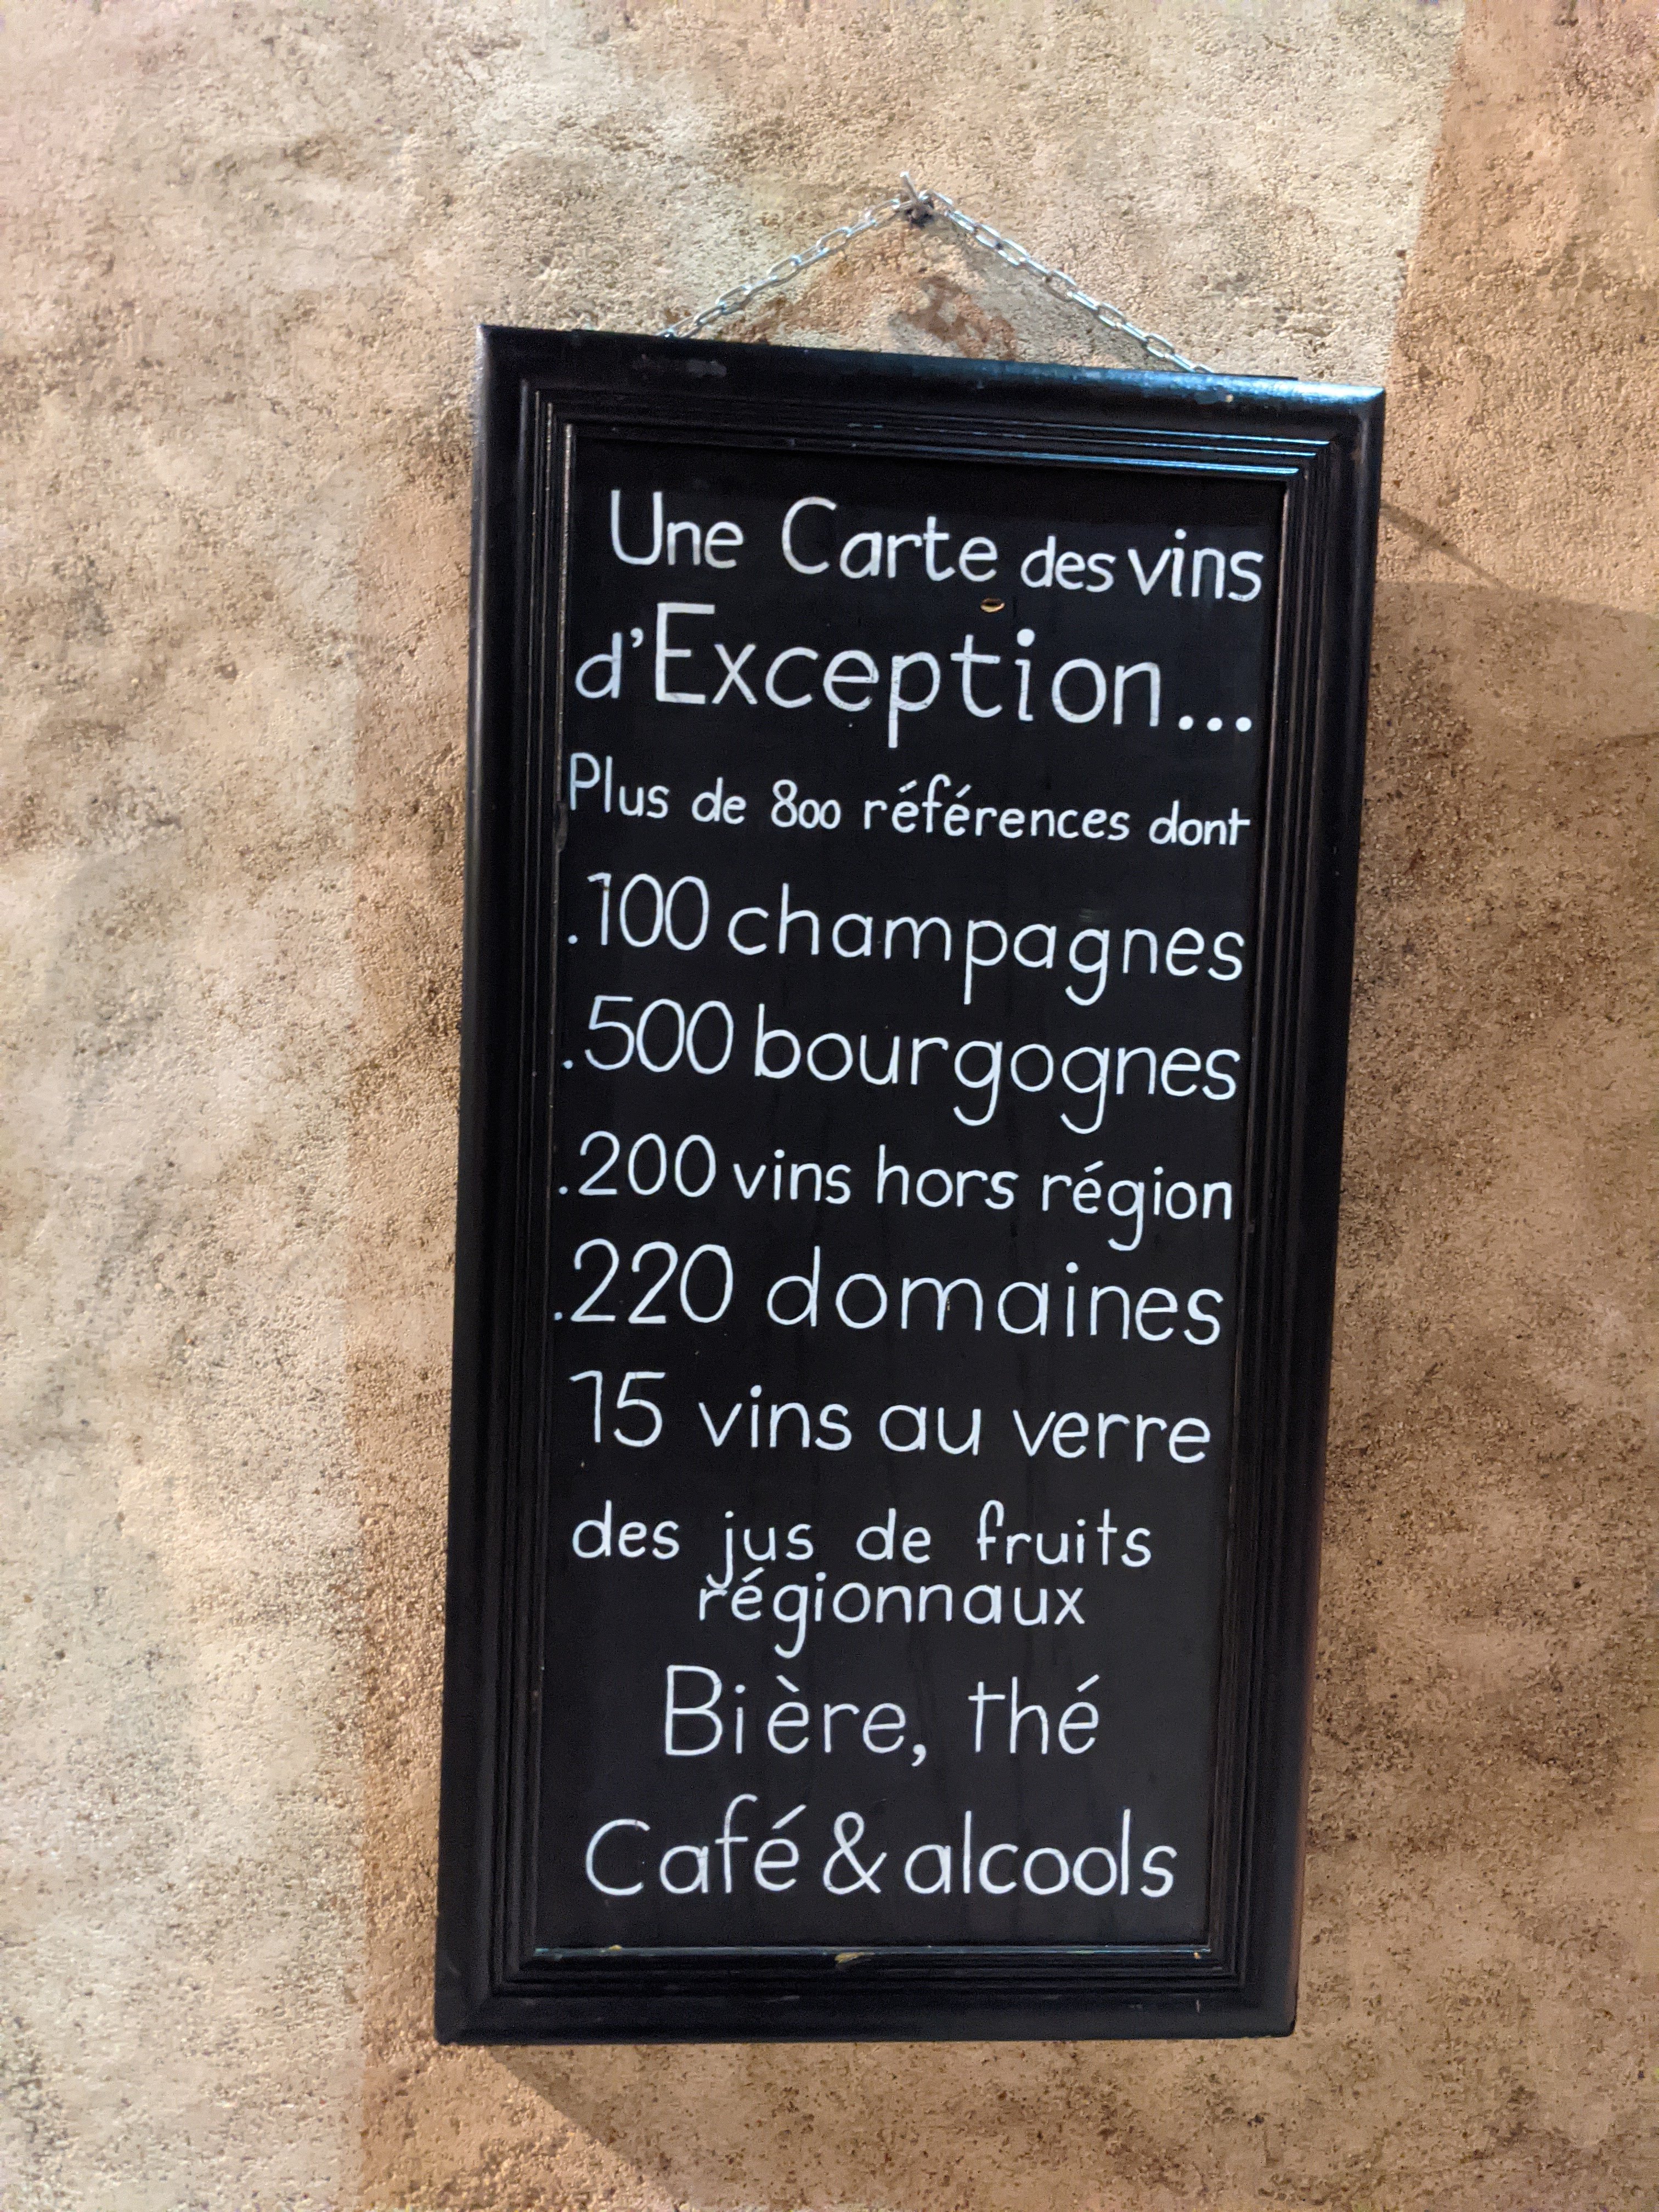 Une Carte des vins
d'Exception...
Plus de 800 références dont
.100 champagnes
.500 bourgognes
.200 vins hors région
.220 domaines
15 vins au verre
des jus de fruits
régionnaux
Bière, thé
Café & alcools